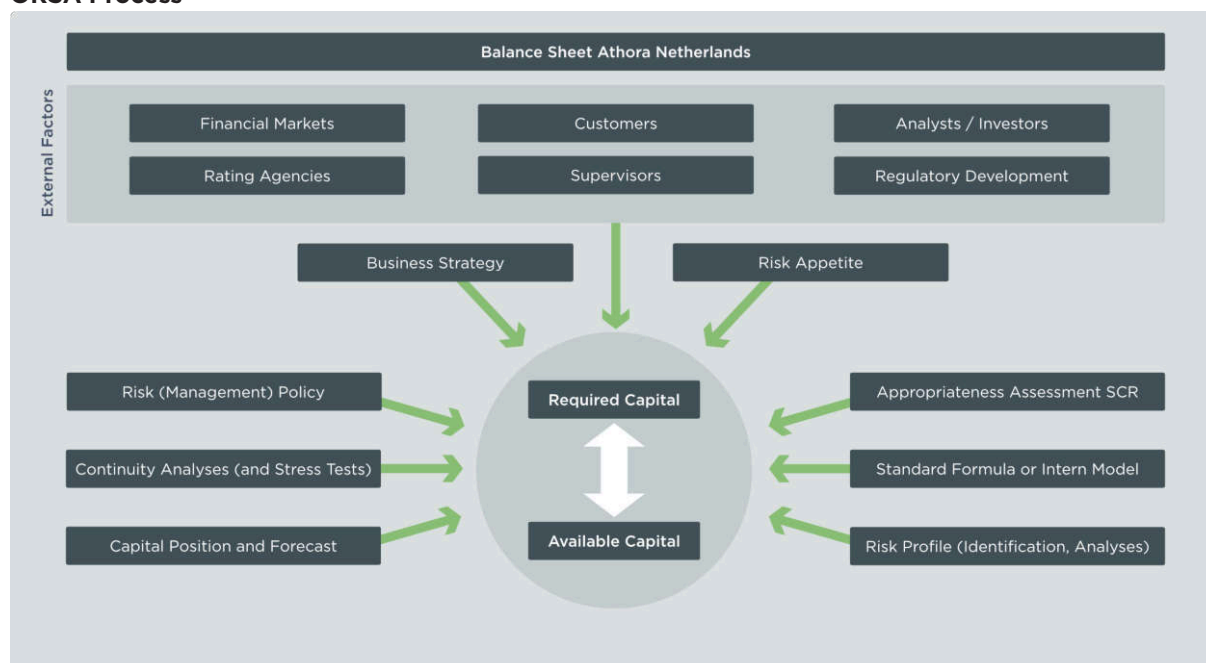 ORSA Process
Balance Sheet Athora Netherlands
External Factors
Financial Markets
Customers
Analysts / Investors
Rating Agencies
Supervisors
Regulatory Development
Business Strategy
Risk Appetite
Risk (Management) Policy
Required Capital
Appropriateness Assessment SCR
Continuity Analyses (and Stress Tests)
Standard Formula or Intern Model
Capital Position and Forecast
Available Capital
Risk Profile (Identification, Analyses)